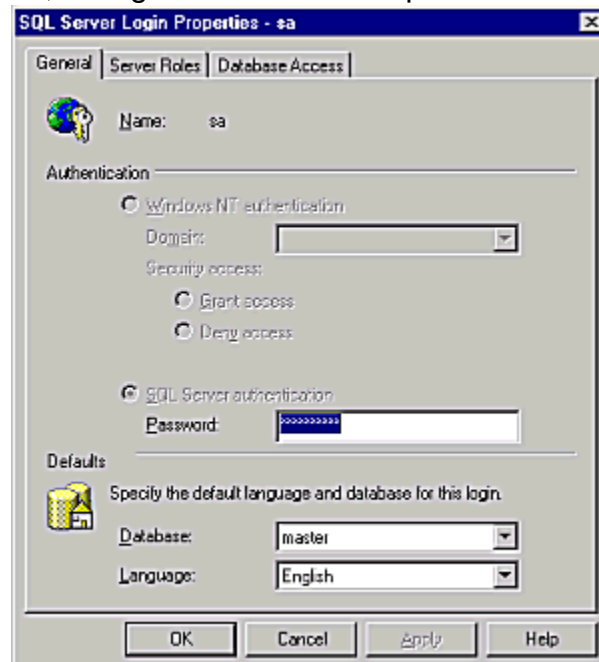 SQL Server Login Properties - sa
General Server Roles Database Access
Name: sa
Authentication
Windows NT authentication
Domain:
Security access:
Grant access
Deny access
SQL Server authentication
Password: **********
Defaults
Specify the default language and database for this login.
Database: master
Language: English
OK Cancel Apply Help